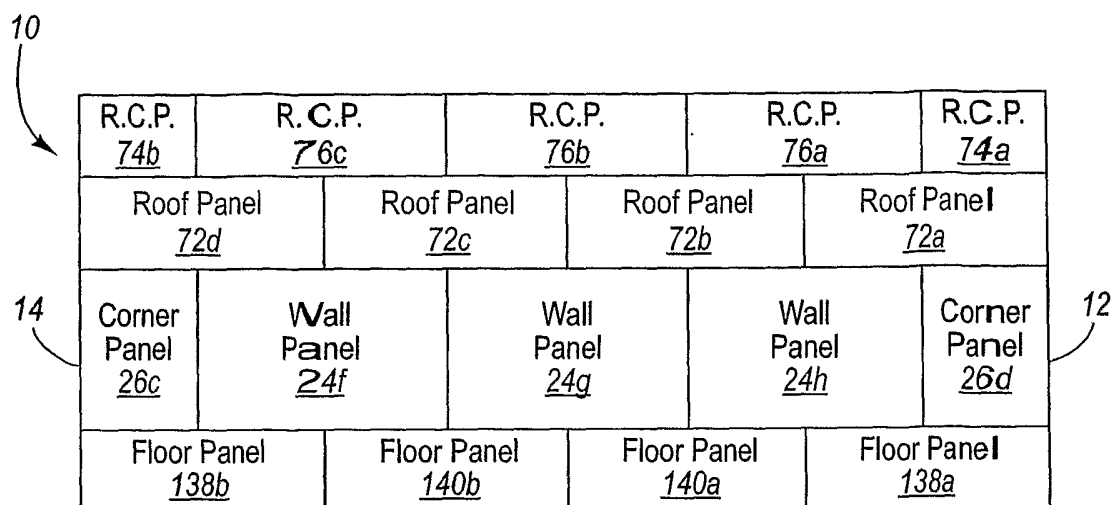 10
R.C.P. R.C.P. R.C.P. R.C.P. R.C.P.
74b 76c 76b 76a 74a
Roof Panel Roof Panel Roof Panel Roof Panel
72d 72c 72b 72a
14 12
Corner Wall Wall Wall Corner
Panel Panel Panel Panel Panel
26c 24f 24g 24h 26d
Floor Panel Floor Panel Floor Panel Floor Panel
138b 140b 140a 138a